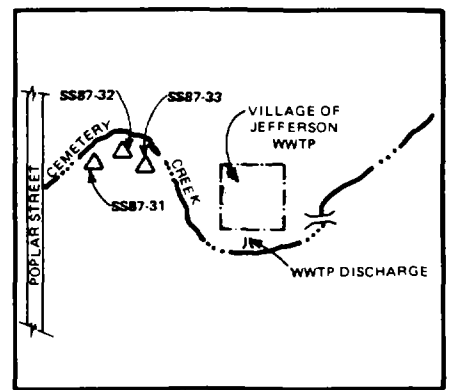 SS87-32
SS87-33
CEMETERY
CREEK
VILLAGE OF
JEFFERSON
WWTP
SS87-31
POPLAR STREET
WWTP DISCHARGE